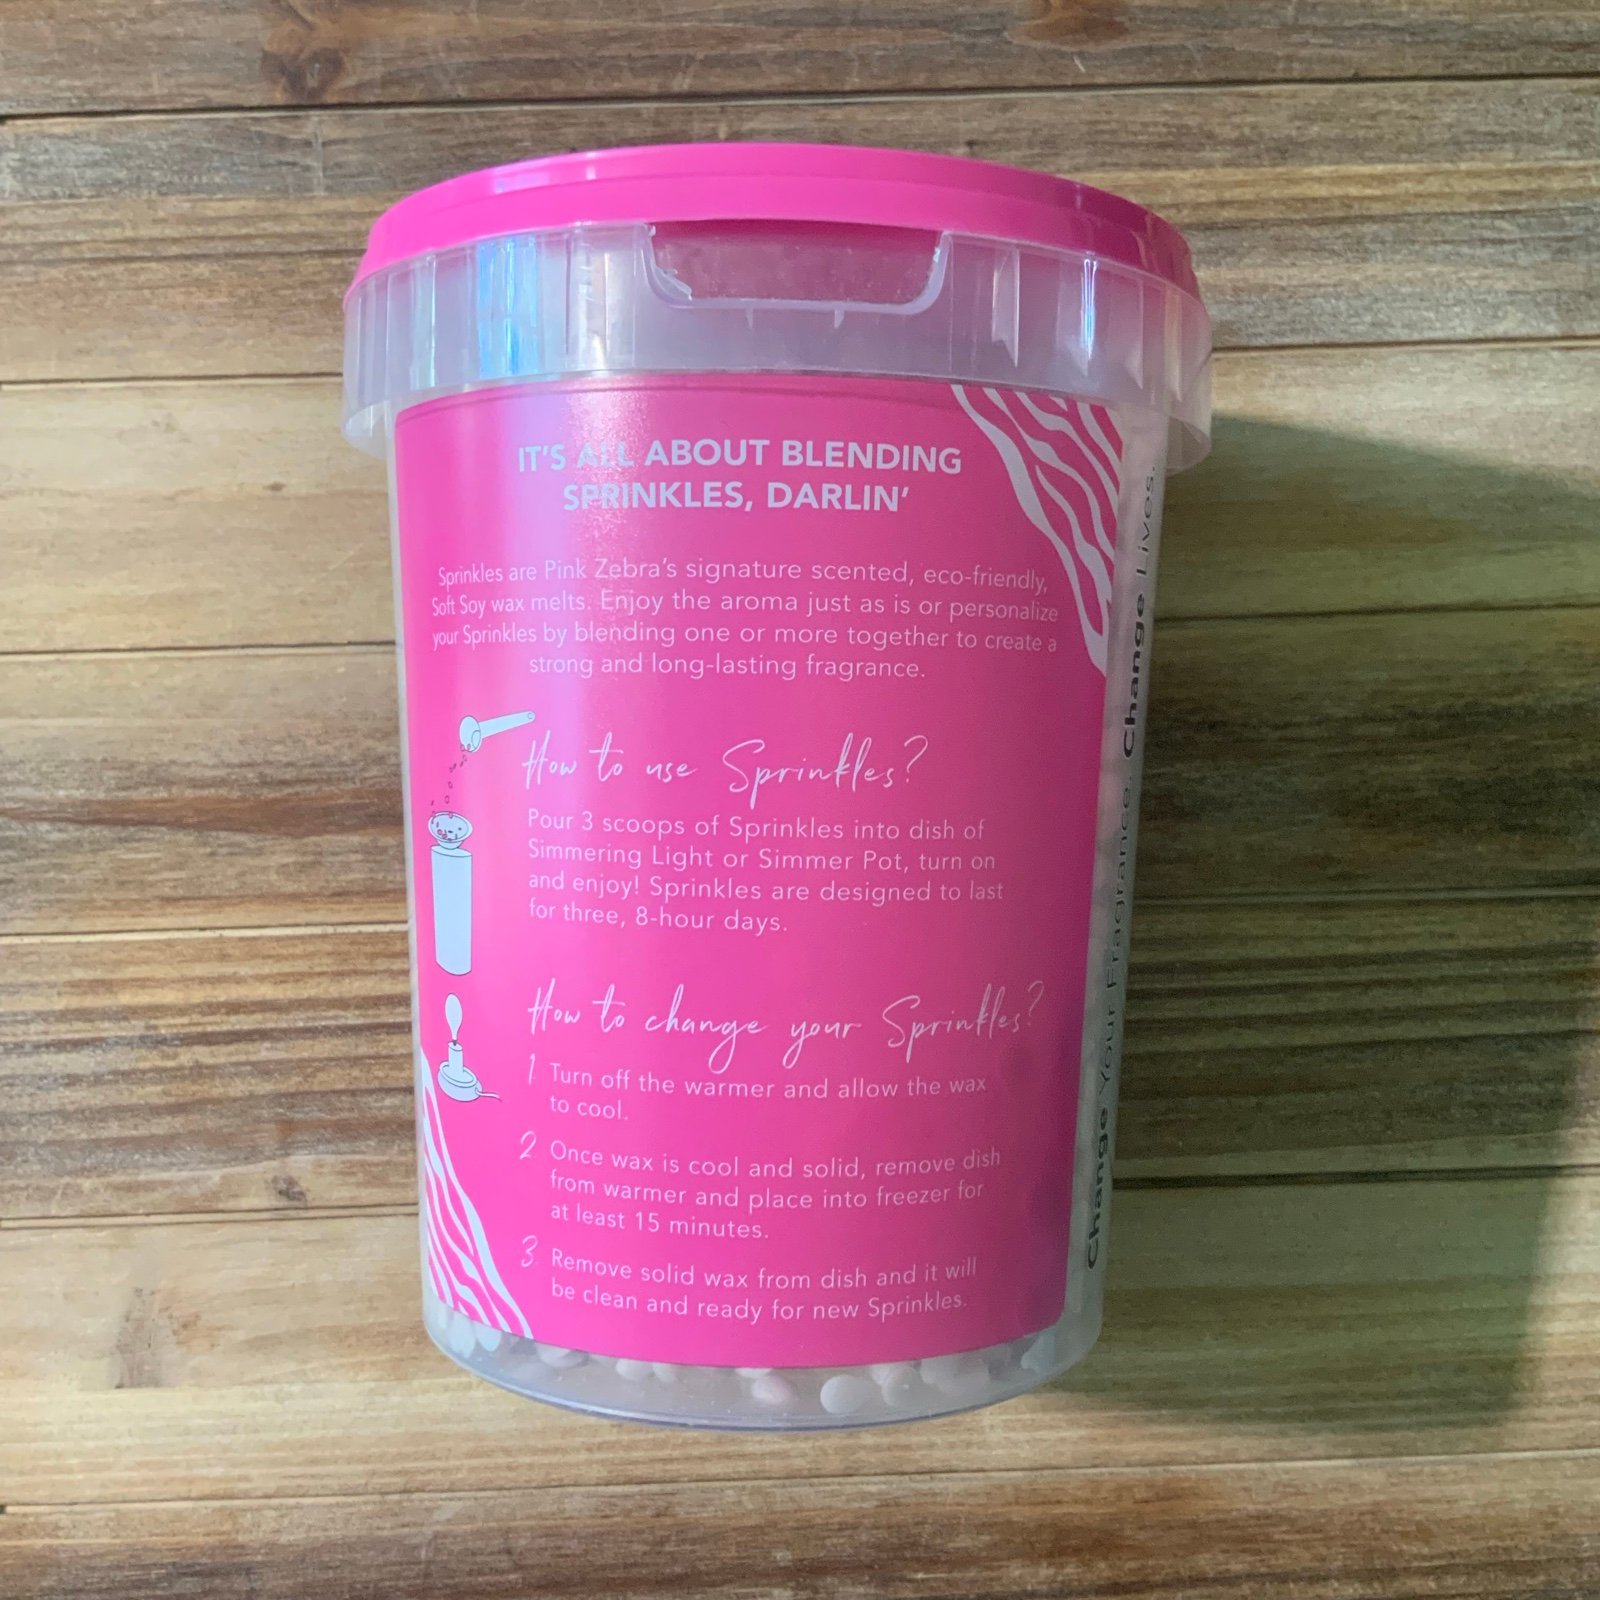 IT'S ALL ABOUT BLENDING
SPRINKLES, DARLIN'
Sprinkles are Pink Zebra's signature scented, eco-friendly,
Soft Soy wax melts. Enjoy the aroma just as is or personalize
your Sprinkles by blending one or more together to create a
strong and long-lasting fragrance.
How to use Sprinkles?
Pour 3 scoops of Sprinkles into dish of
Simmering Light or Simmer Pot, turn on
and enjoy! Sprinkles are designed to last
for three, 8-hour days.
How to change your Sprinkles?
1. Turn off the warmer and allow the wax
to cool.
2. Once wax is cool and solid, remove dish
from warmer and place into freezer for
at least 15 minutes.
3. Remove solid wax from dish and it will
be clean and ready for new Sprinkles.
Change Your Fragrance. Change Lives.